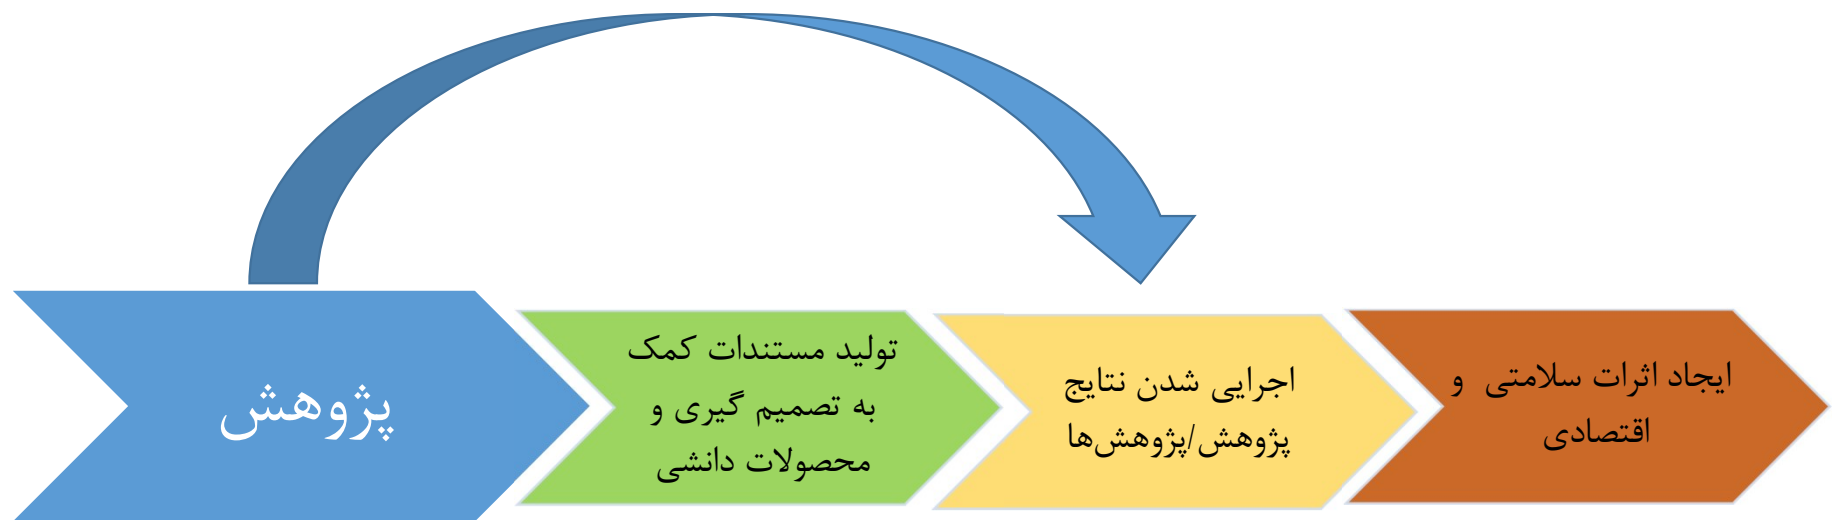 پژوهش
تولید مستندات کمک
به تصمیم گیری و
محصولات دانشی
اجرایی شدن نتایج
پژوهش/پژوهش‌ها
ایجاد اثرات سلامتی و
اقتصادی